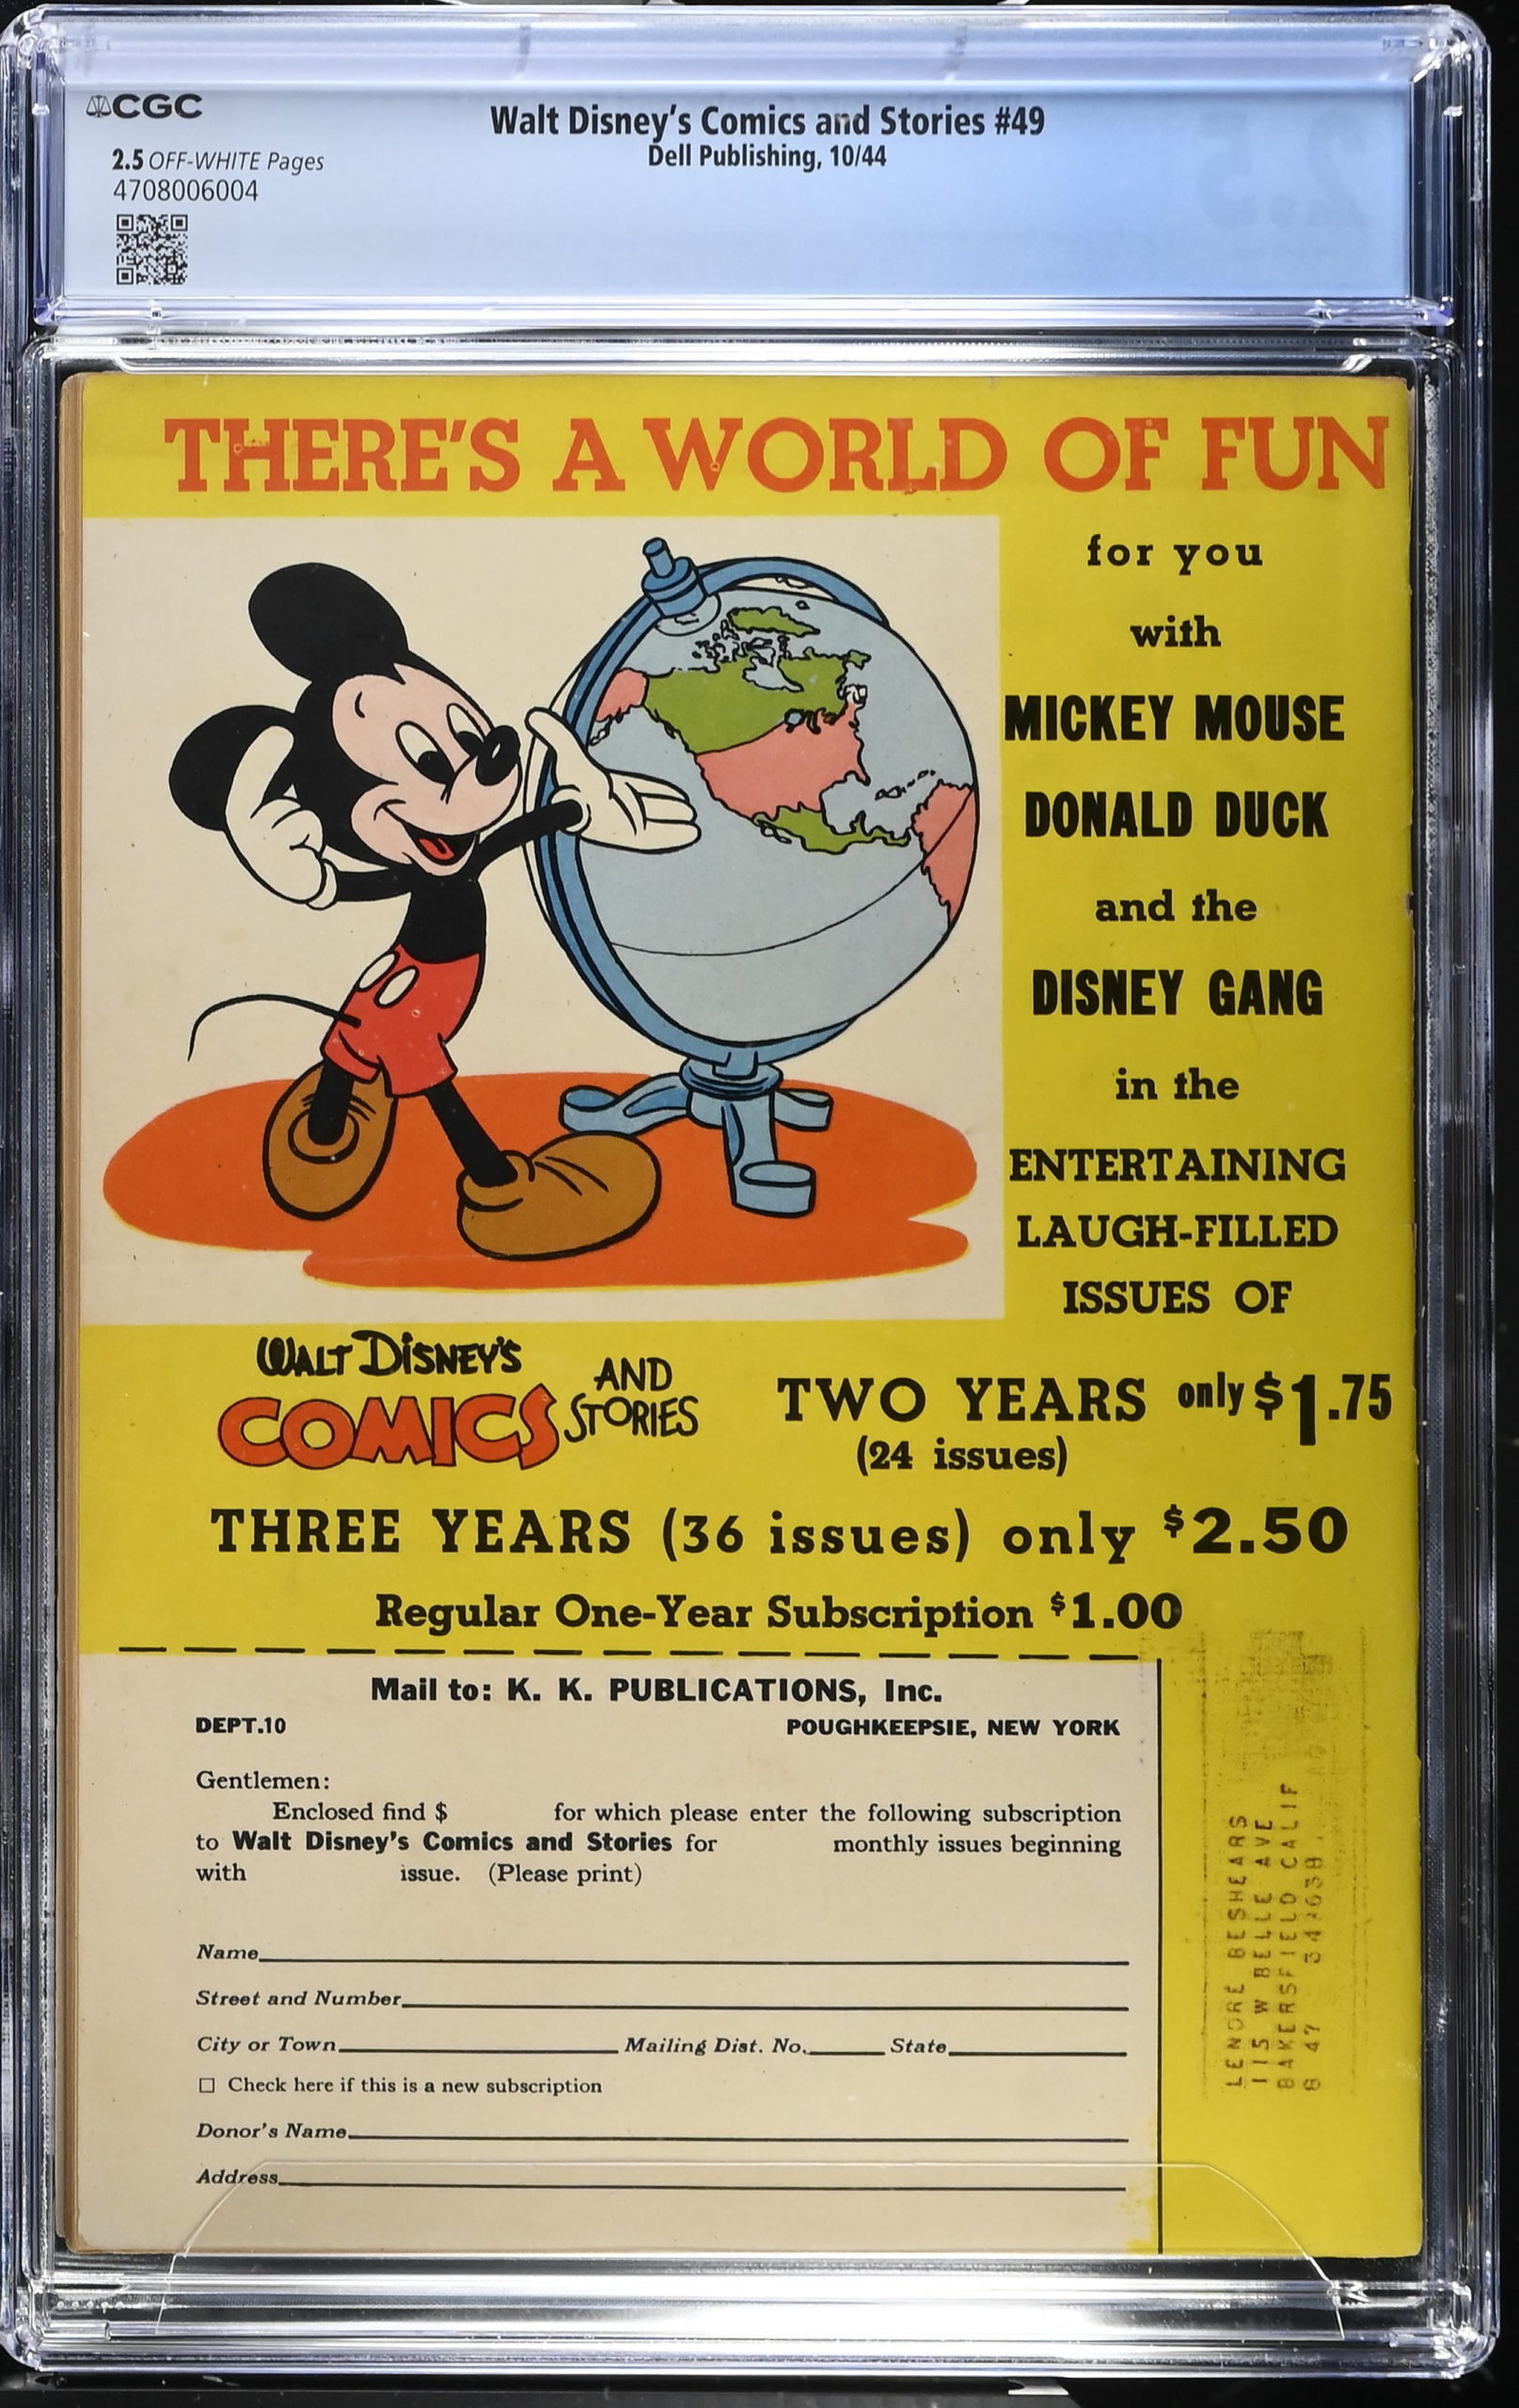 CGC
Walt Disney's Comics and Stories #49
Dell Publishing, 10/44
2.5 OFF-WHITE Pages
4708006004
THERE'S A WORLD OF FUN
for you
with
MICKEY MOUSE
DONALD DUCK
and the
DISNEY GANG
in the
ENTERTAINING
LAUGH-FILLED
ISSUES OF
WALT DISNEY'S
COMICS AND STORIES
TWO YEARS only $1.75
(24 issues)
THREE YEARS (36 issues) only $2.50
Regular One-Year Subscription $1.00
Mail to: K. K. PUBLICATIONS, Inc.
DEPT.10 POUGHKEEPSIE, NEW YORK
Gentlemen:
Enclosed find $ for which please enter the following subscription
to Walt Disney's Comics and Stories for monthly issues beginning
with issue. (Please print)
Name
Street and Number
City or Town Mailing Dist. No. State
☐ Check here if this is a new subscription
Donor's Name
Address
LENORE BESHEARS
115 W BELLE AVE
BAKERSFIELD CALIF
8 47